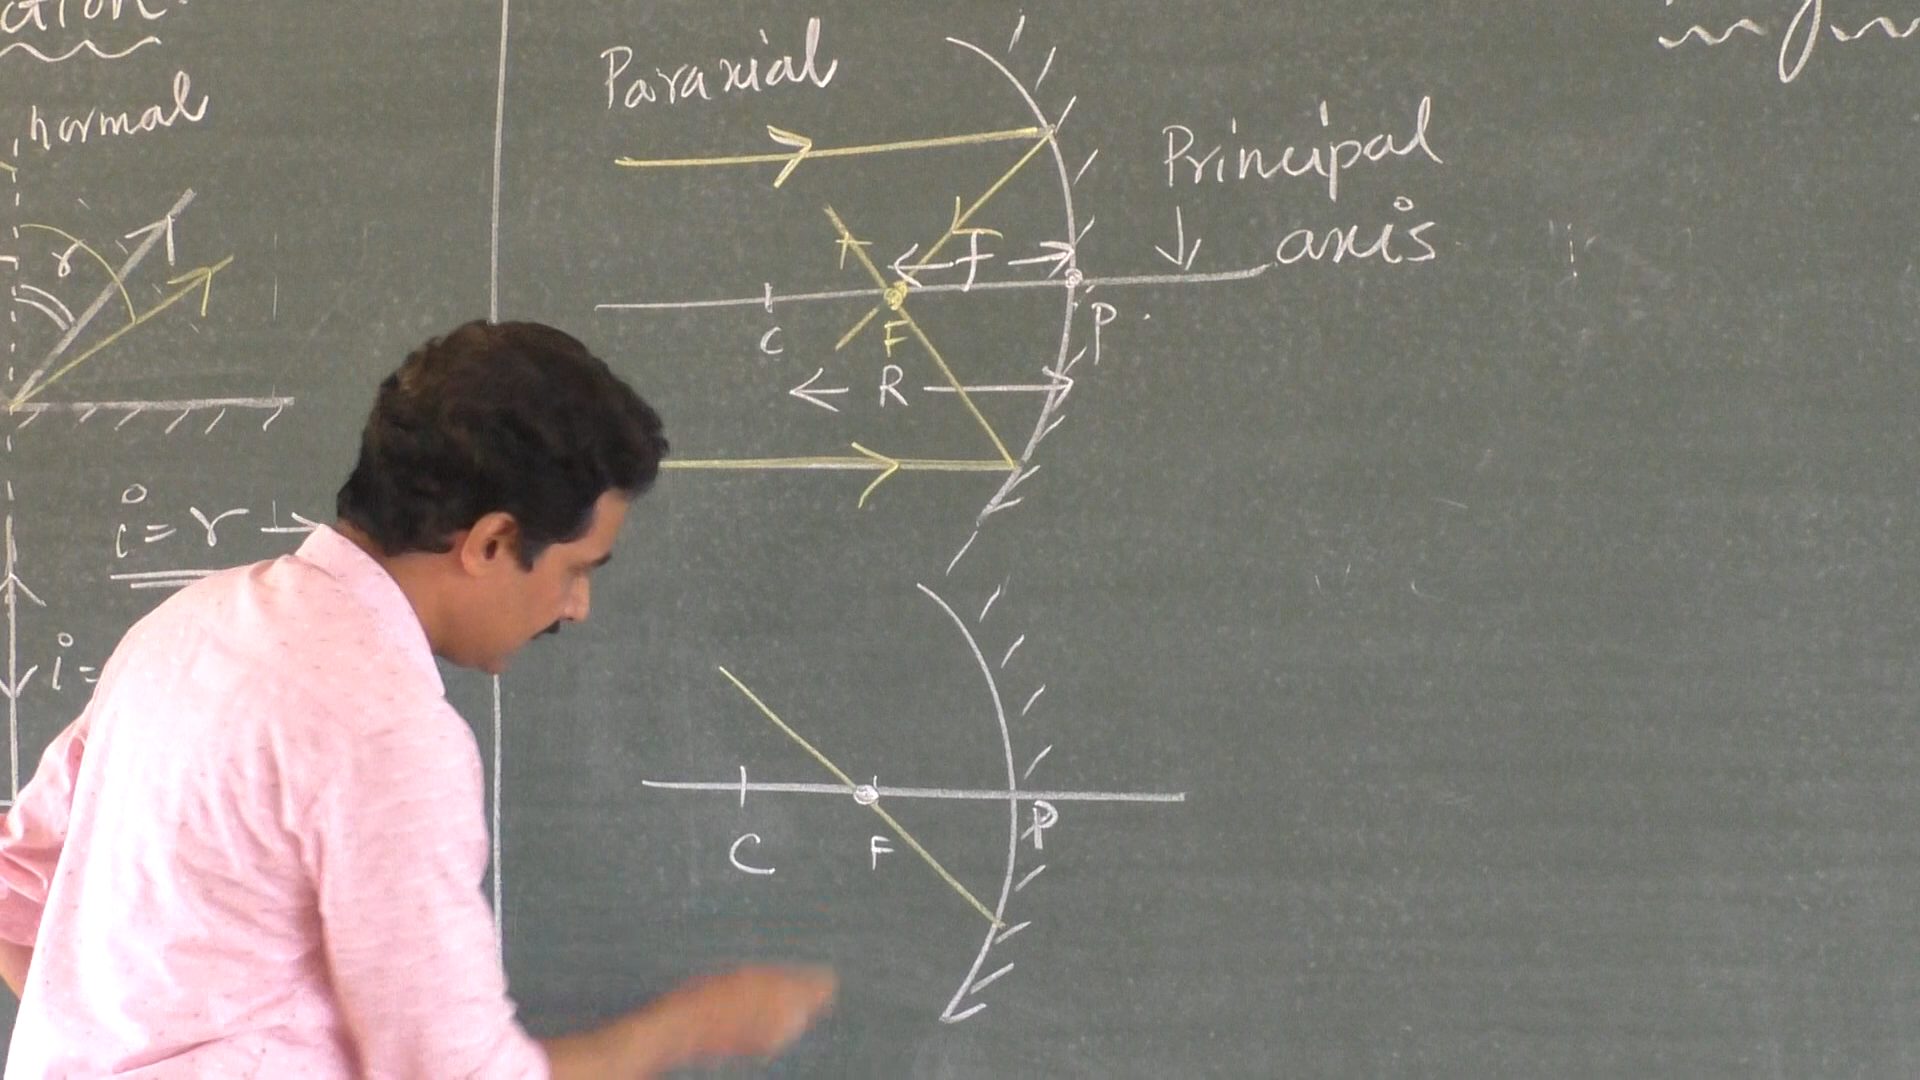 normal
r
i = r
i =
Paraxial
Principal
axis
f
C
F
P
R
C
F
P